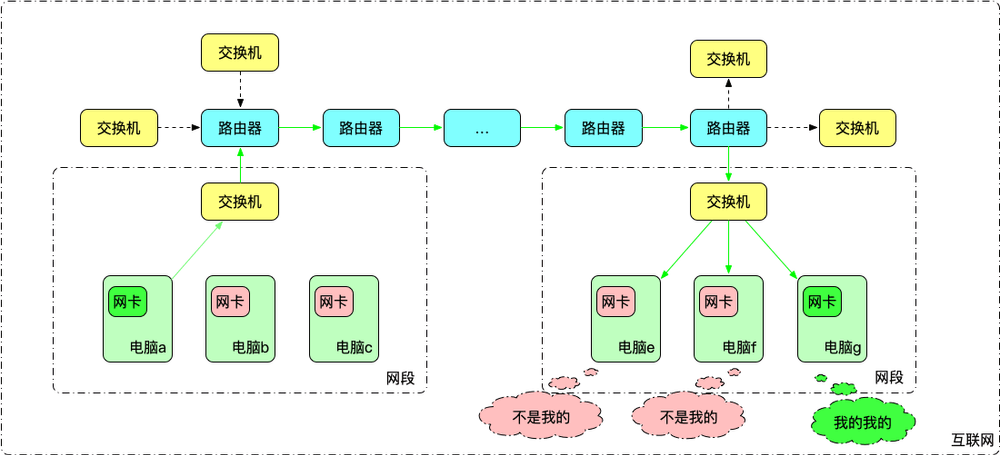 交换机
交换机
交换机
路由器
路由器
...
路由器
路由器
交换机
交换机
交换机
网卡
电脑a
网卡
电脑b
网卡
电脑c
网段
交换机
网卡
电脑e
网卡
电脑f
网卡
电脑g
网段
不是我的
不是我的
我的我的
互联网